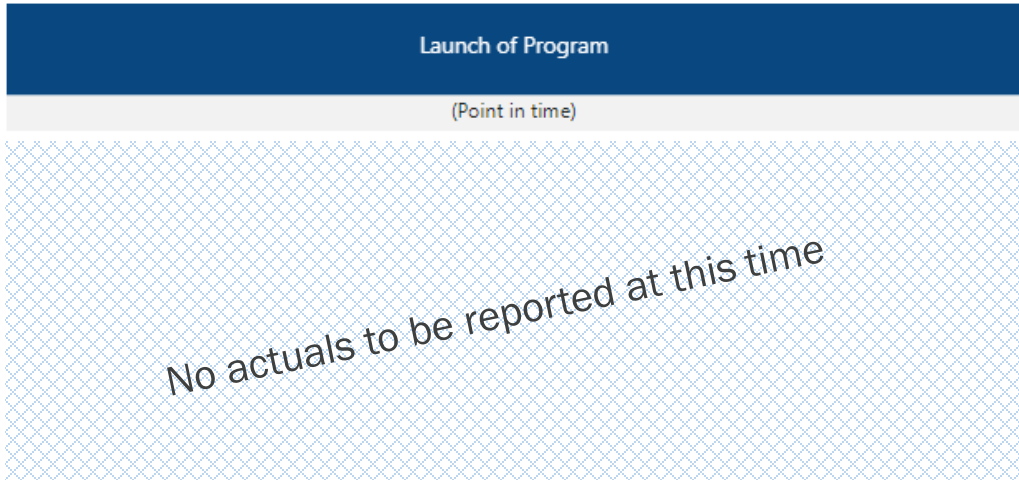 Launch of Program
(Point in time)
No actuals to be reported at this time